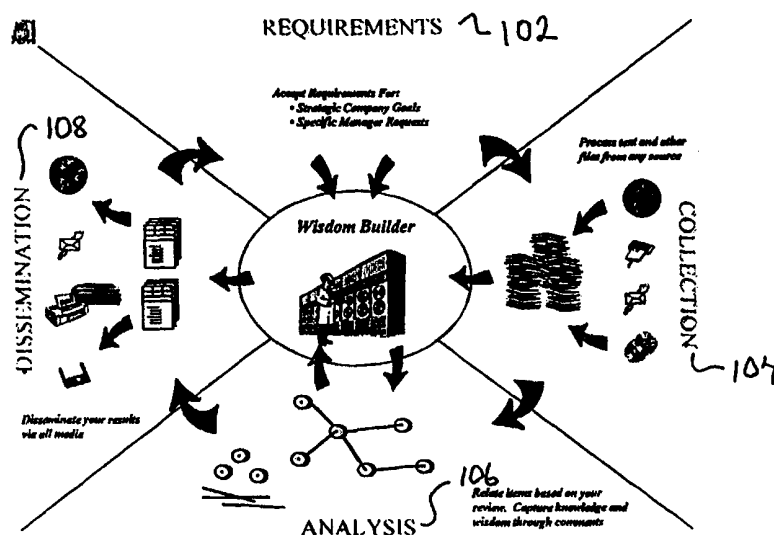 REQUIREMENTS 102
Accept Requirements For:
• Strategic Company Goals
• Specific Manager Requests
108
Process text and other
files from any source
DISSEMINATION
Wisdom Builder
COLLECTION
104
Disseminate your results
via all media
106
Relate items based on your
review. Capture knowledge and
wisdom through comments
ANALYSIS